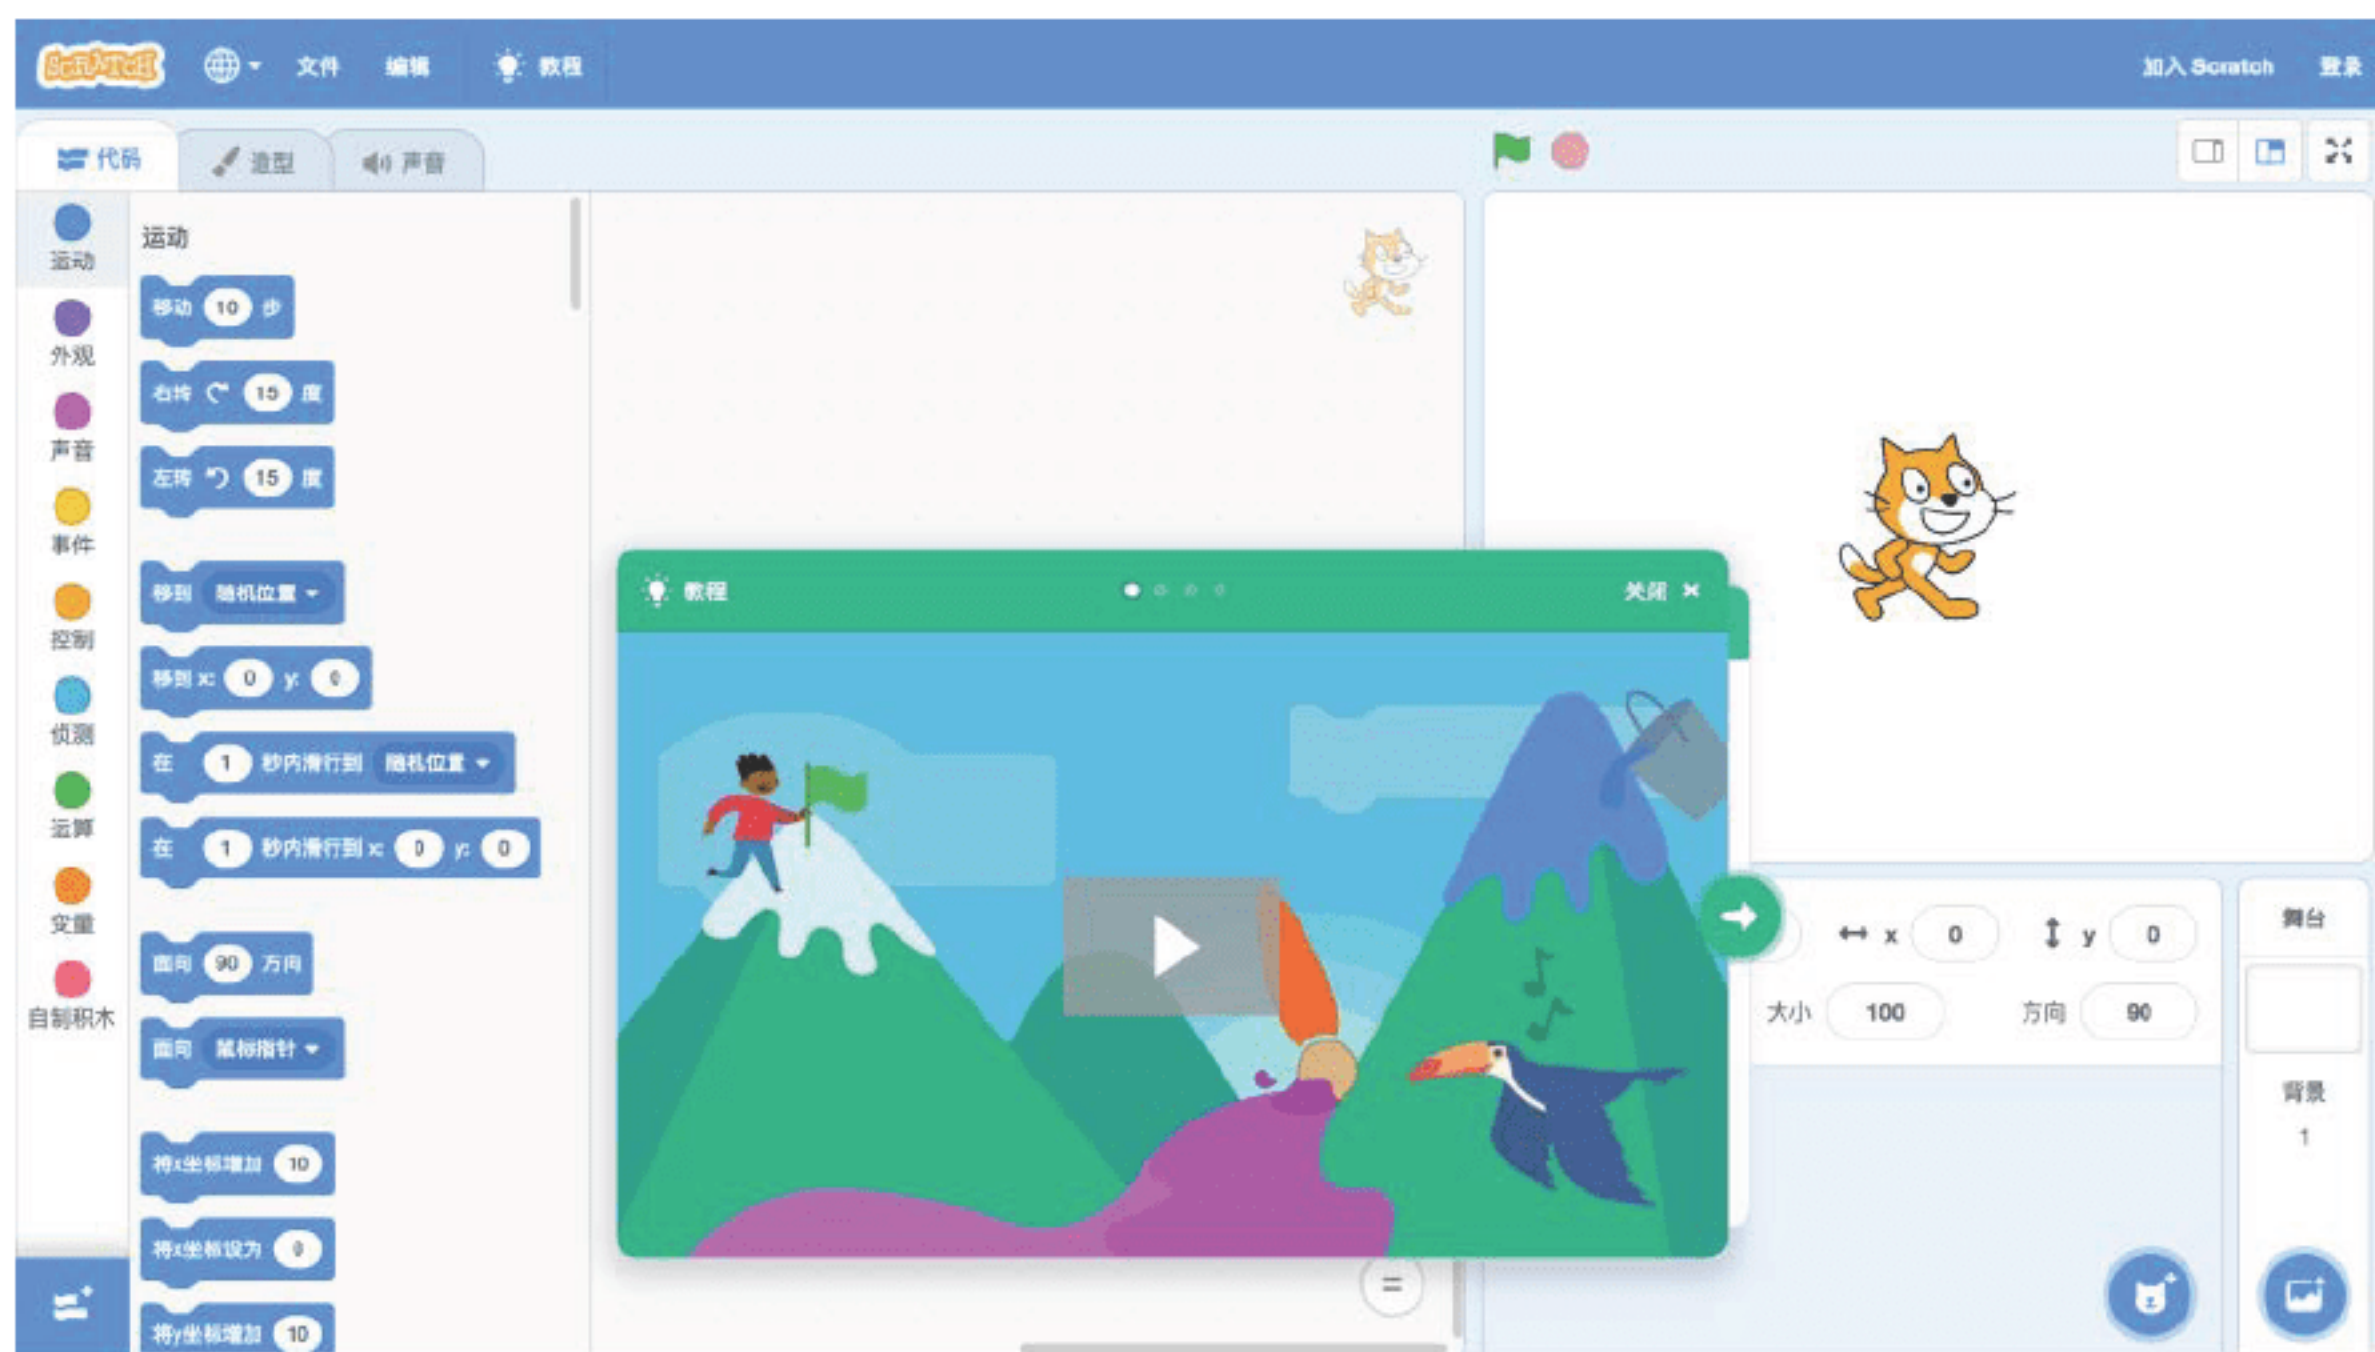 SCRATCH 文件 编辑 教程 加入 Scratch 登录
代码 造型 声音
运动
外观
声音
事件
控制
侦测
运算
变量
自制积木
运动
移动 10 步
右转 15 度
左转 15 度
移到 随机位置
移到 x: 0 y: 0
在 1 秒内滑行到 随机位置
在 1 秒内滑行到 x: 0 y: 0
面向 90 方向
面向 鼠标指针
将x坐标增加 10
将x坐标设为 0
将y坐标增加 10
教程 关闭
x 0 y 0
大小 100 方向 90
舞台
背景
1